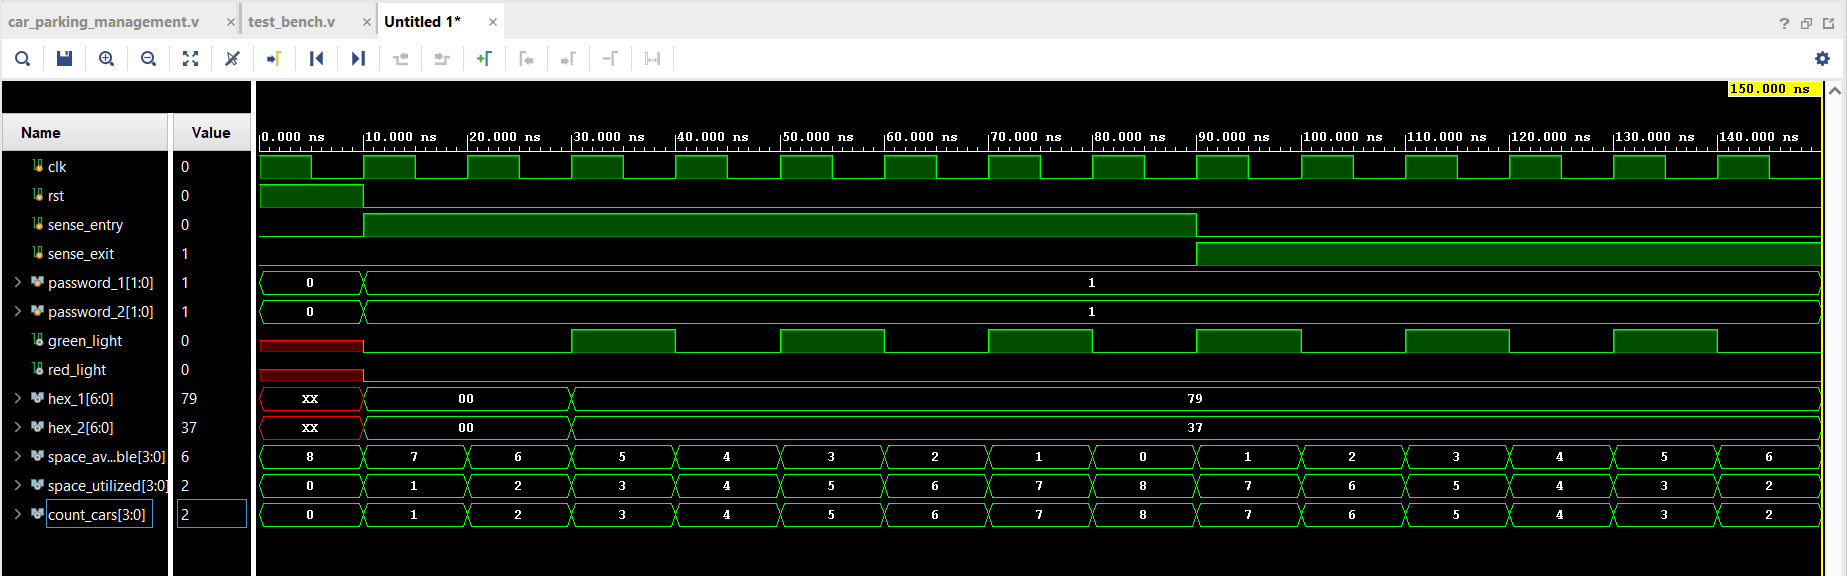 car_parking_management.v × test_bench.v × Untitled 1* ×
?
150.000 ns
Name Value
0.000 ns 10.000 ns 20.000 ns 30.000 ns 40.000 ns 50.000 ns 60.000 ns 70.000 ns 80.000 ns 90.000 ns 100.000 ns 110.000 ns 120.000 ns 130.000 ns 140.000 ns
clk 0
rst 0
sense_entry 0
sense_exit 1
password_1[1:0] 1 0 1
password_2[1:0] 1 0 1
green_light 0
red_light 0
hex_1[6:0] 79 XX 00 79
hex_2[6:0] 37 XX 00 37
space_av...ble[3:0] 6 8 7 6 5 4 3 2 1 0 1 2 3 4 5 6
space_utilized[3:0] 2 0 1 2 3 4 5 6 7 8 7 6 5 4 3 2
count_cars[3:0] 2 0 1 2 3 4 5 6 7 8 7 6 5 4 3 2